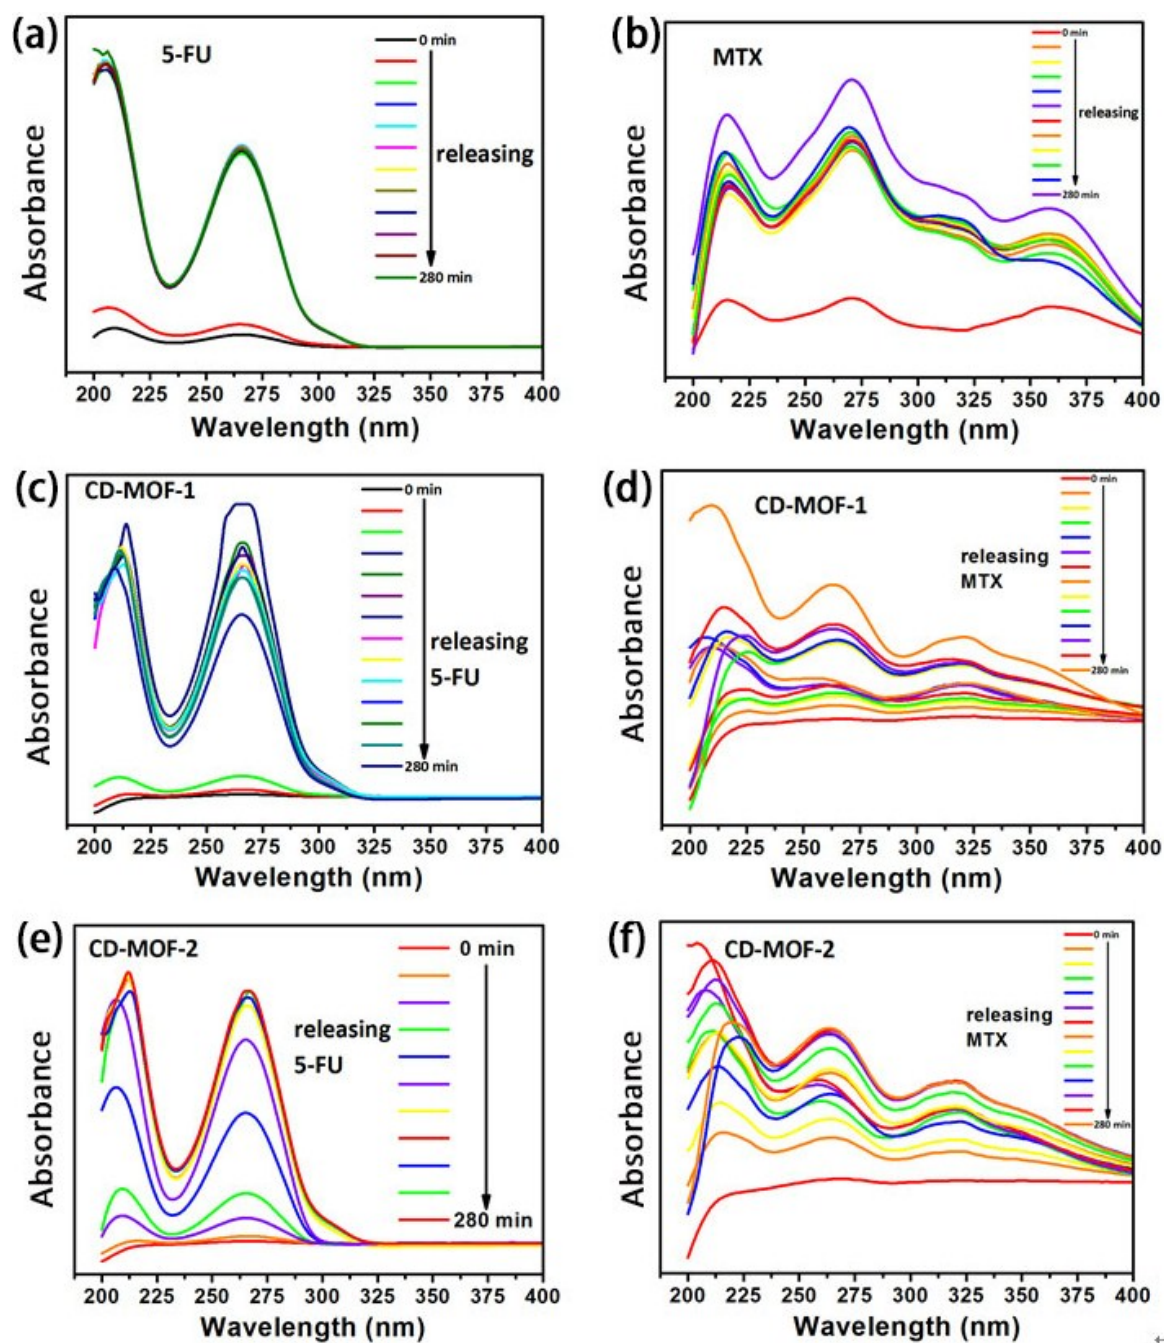 (a)
5-FU
0 min
releasing
280 min
Absorbance
200 225 250 275 300 325 350 375 400
Wavelength (nm)
(b)
MTX
0 min
releasing
280 min
Absorbance
200 225 250 275 300 325 350 375 400
Wavelength (nm)
(c)
CD-MOF-1
0 min
releasing
5-FU
280 min
Absorbance
200 225 250 275 300 325 350 375 400
Wavelength (nm)
(d)
CD-MOF-1
0 min
releasing
MTX
280 min
Absorbance
200 225 250 275 300 325 350 375 400
Wavelength (nm)
(e)
CD-MOF-2
0 min
releasing
5-FU
280 min
Absorbance
200 225 250 275 300 325 350 375 400
Wavelength (nm)
(f)
CD-MOF-2
0 min
releasing
MTX
280 min
Absorbance
200 225 250 275 300 325 350 375 400
Wavelength (nm)